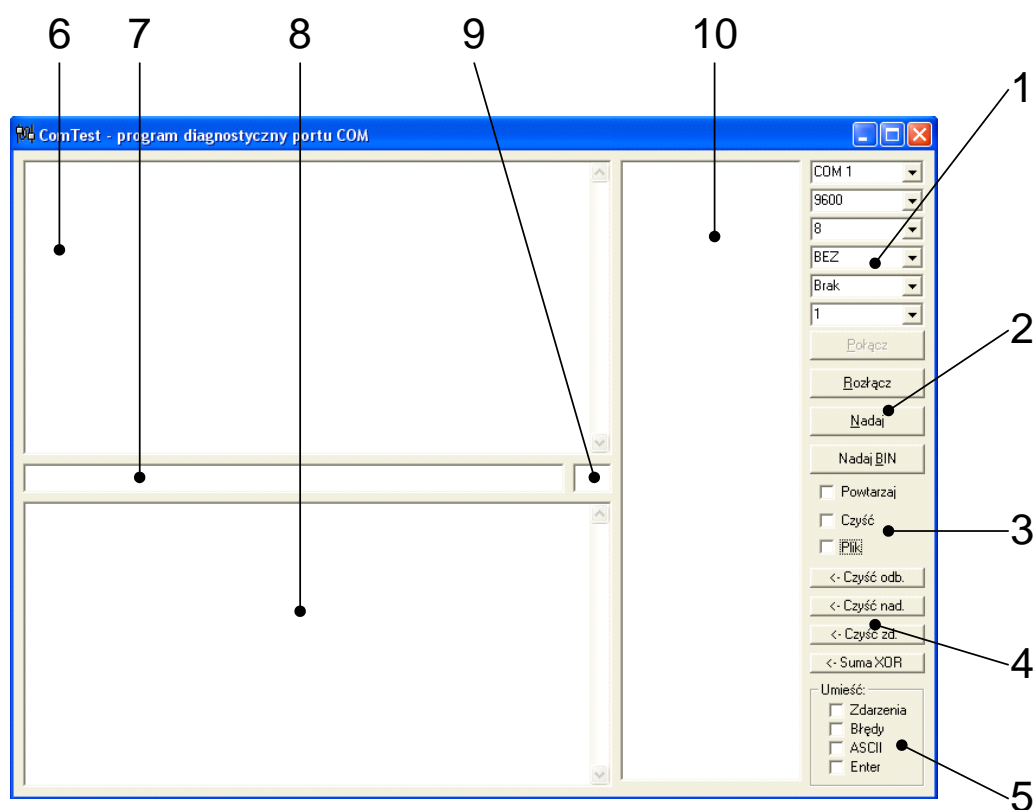 6 7 8 9 10
1
ComTest - program diagnostyczny portu COM
COM 1
9600
8
BEZ
Brak
1
2
Połącz
Rozłącz
Nadaj
Nadaj BIN
Powtarzaj
Czyść
3
Plik
<- Czyść odb.
<- Czyść nad.
<- Czyść zd.
4
<- Suma XOR
Umieść:
Zdarzenia
Błędy
ASCII
Enter
5